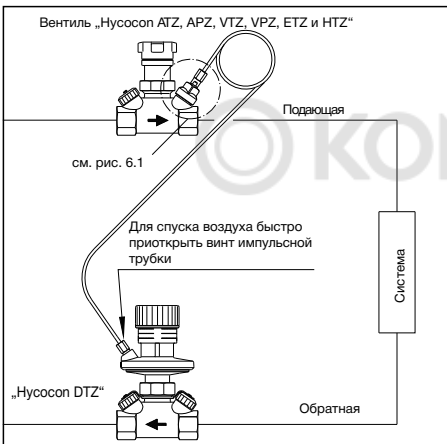 Вентиль „Hycocon ATZ, APZ, VTZ, VPZ, ETZ и HTZ“
Подающая
см. рис. 6.1
Для спуска воздуха быстро
приоткрыть винт импульсной
трубки
Система
„Hycocon DTZ“
Обратная